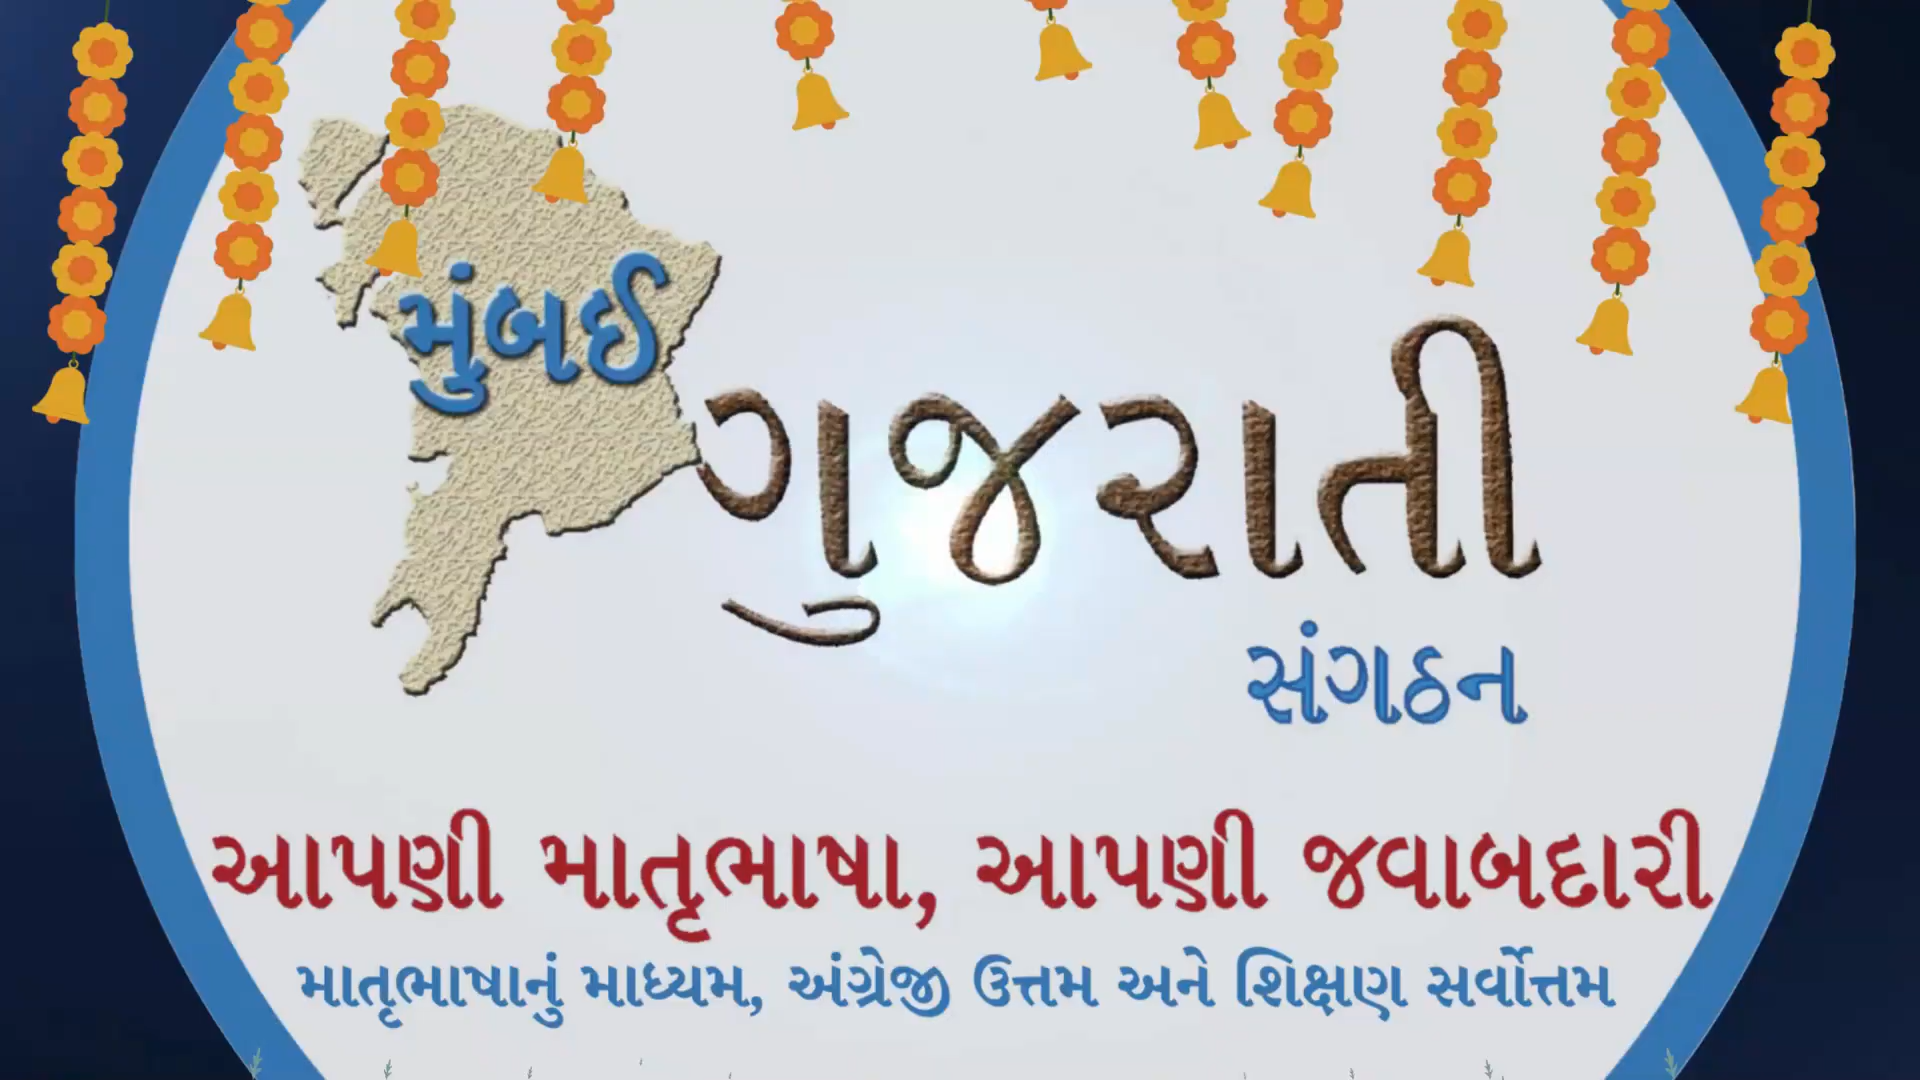 મુંબઈ
ગુજરાતી
સંગઠન
આપણી માતૃભાષા, આપણી જવાબદારી
માતૃભાષાનું માધ્યમ, અંગ્રેજી ઉત્તમ અને શિક્ષણ સર્વોત્તમ